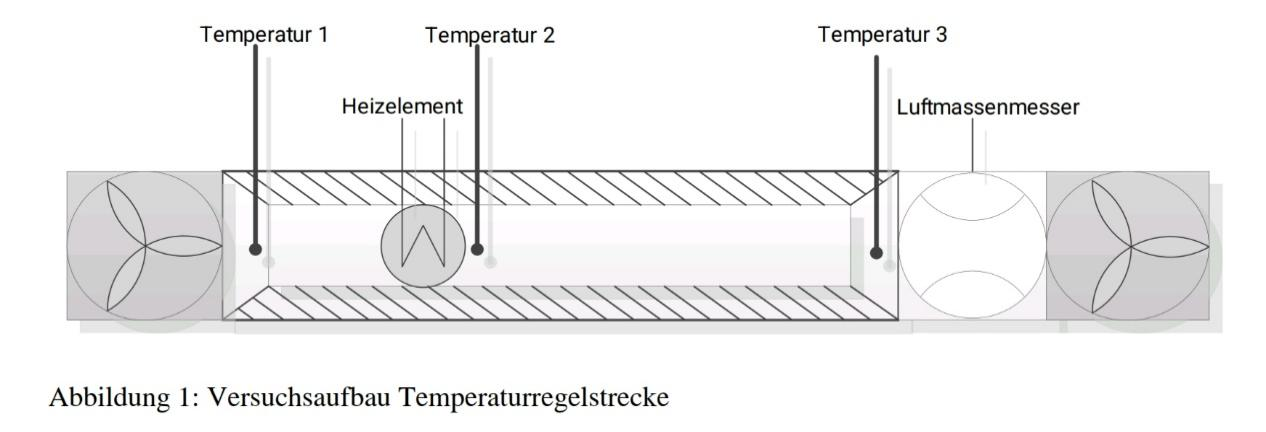 Temperatur 1
Temperatur 2
Temperatur 3
Heizelement
Luftmassenmesser
Abbildung 1: Versuchsaufbau Temperaturregelstrecke